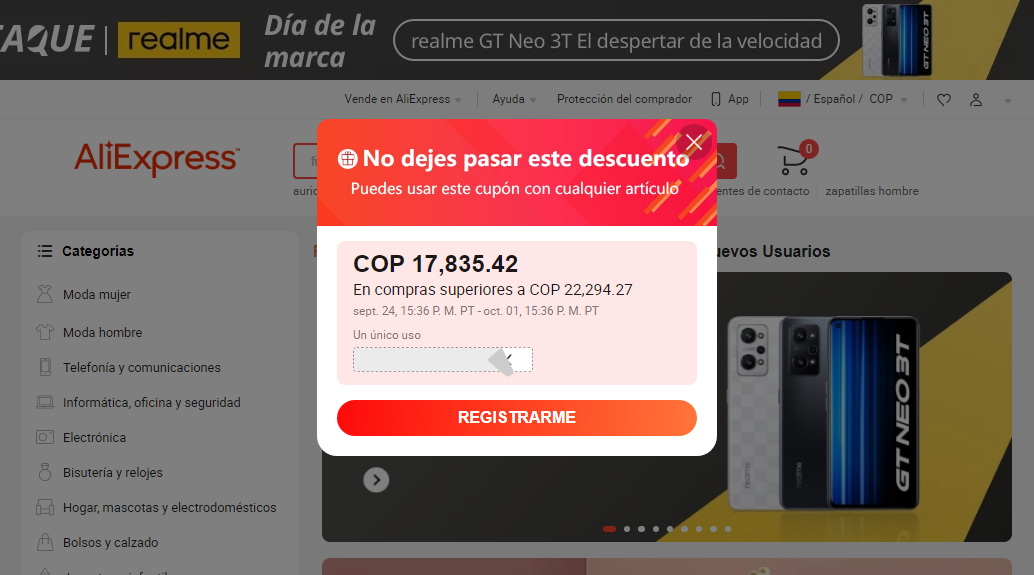 realme
Día de la
marca
realme GT Neo 3T El despertar de la velocidad
GT NEO 3T
Vende en AliExpress
Ayuda
Protección del comprador
App
/ Español / COP
AliExpress
0
zapatillas hombre
No dejes pasar este descuento
Puedes usar este cupón con cualquier artículo
COP 17,835.42
En compras superiores a COP 22,294.27
sept. 24, 15:36 P. M. PT - oct. 01, 15:36 P. M. PT
Un único uso
REGISTRARME
Categorías
Moda mujer
Moda hombre
Telefonía y comunicaciones
Informática, oficina y seguridad
Electrónica
Bisutería y relojes
Hogar, mascotas y electrodomésticos
Bolsos y calzado
de contacto
Usuarios
GT NEO 3T
realme
realme